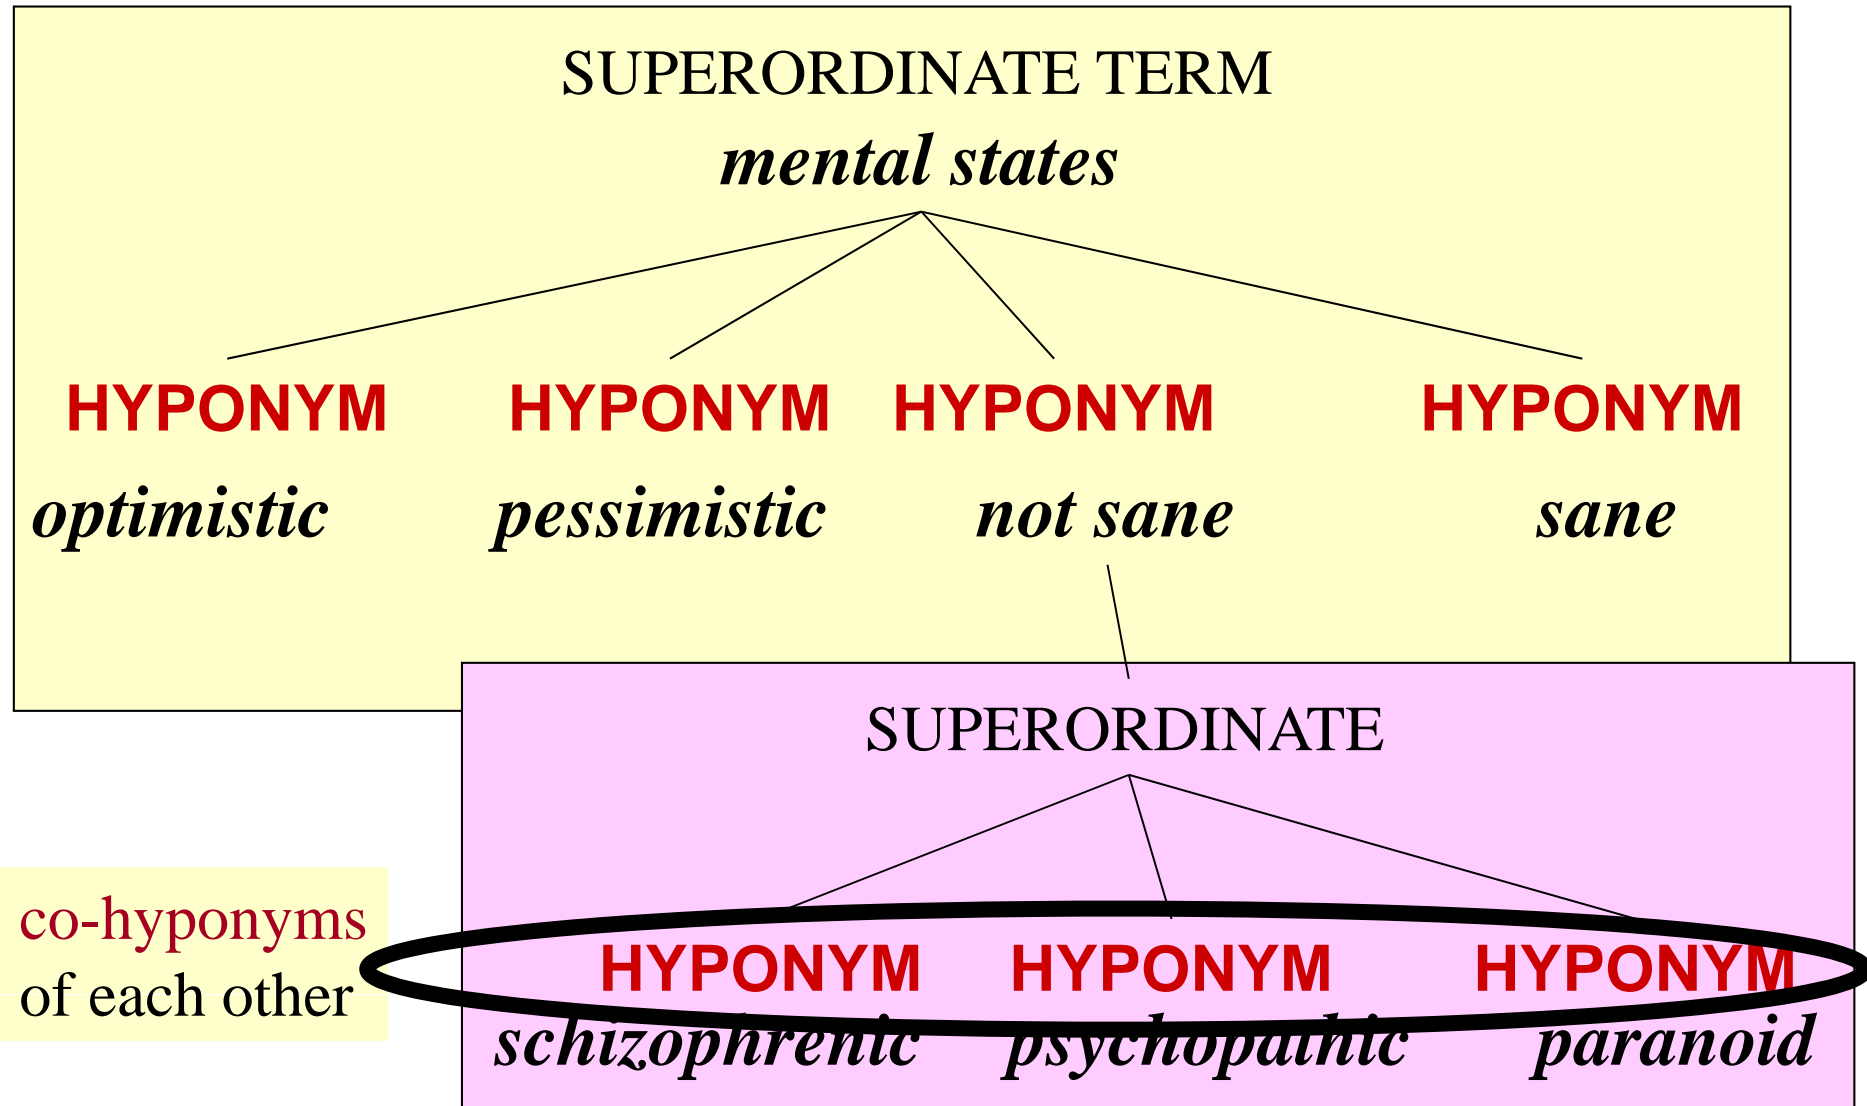 SUPERORDINATE TERM
mental states
HYPONYM HYPONYM HYPONYM HYPONYM
optimistic pessimistic not sane sane
SUPERORDINATE
co-hyponyms
of each other
HYPONYM HYPONYM HYPONYM
schizophrenic psychopathic paranoid